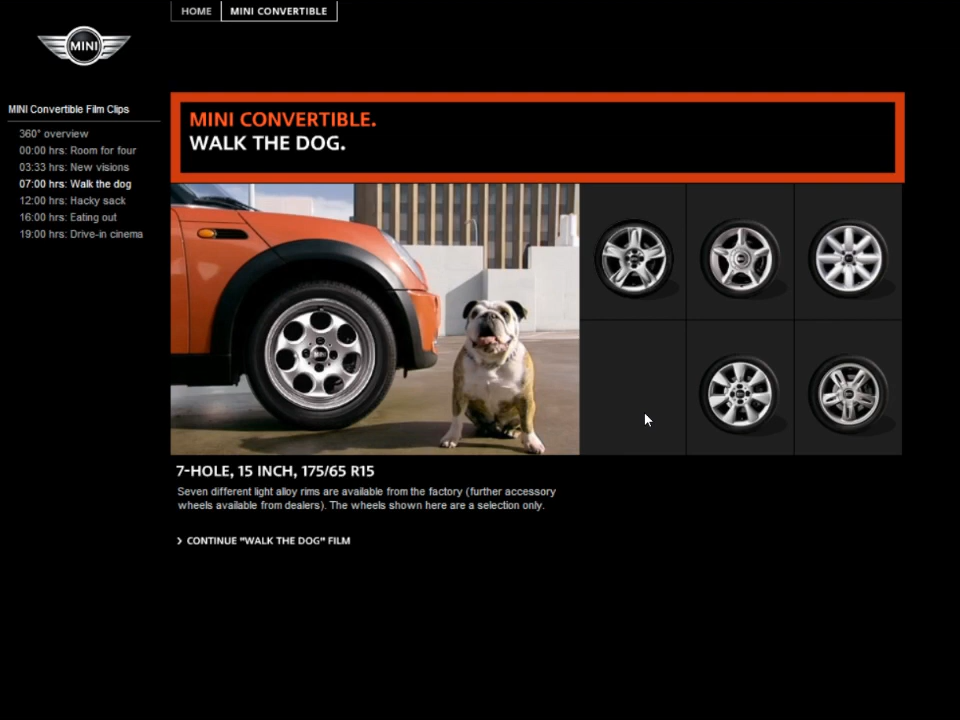 HOME
MINI CONVERTIBLE
MINI
MINI Convertible Film Clips
360° overview
00:00 hrs: Room for four
03:33 hrs: New visions
07:00 hrs: Walk the dog
12:00 hrs: Hacky sack
16:00 hrs: Eating out
19:00 hrs: Drive-in cinema
MINI CONVERTIBLE.
WALK THE DOG.
MINI
7-HOLE, 15 INCH, 175/65 R15
Seven different light alloy rims are available from the factory (further accessory
wheels available from dealers). The wheels shown here are a selection only.
CONTINUE "WALK THE DOG" FILM